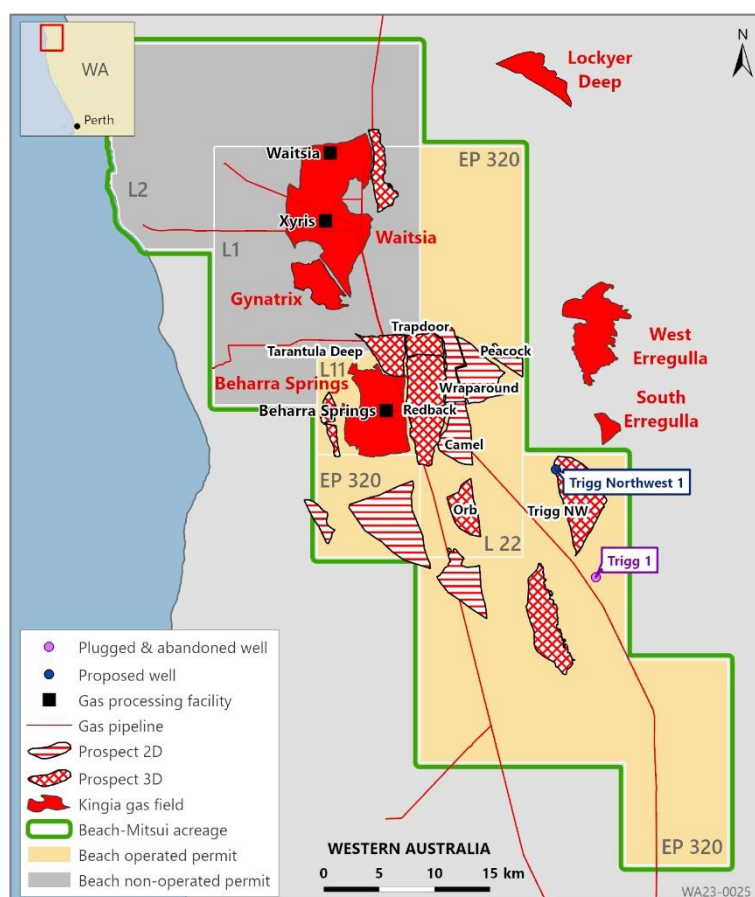 WA
Perth
N
Lockyer
Deep
Waitsia
EP 320
L2
Xyris
Waitsia
L1
Gynatrix
West
Erregulla
Trapdoor
Tarantula Deep
Peacock
L11
Beharra Springs
Wraparound
South
Erregulla
Beharra Springs
Redback
Camel
EP 320
Trigg Northwest 1
Orb
Trigg NW
L 22
Trigg 1
Plugged & abandoned well
Proposed well
Gas processing facility
Gas pipeline
Prospect 2D
Prospect 3D
Kingia gas field
Beach-Mitsui acreage
Beach operated permit
Beach non-operated permit
WESTERN AUSTRALIA
0 5 10 15 km
EP 320
WA23-0025